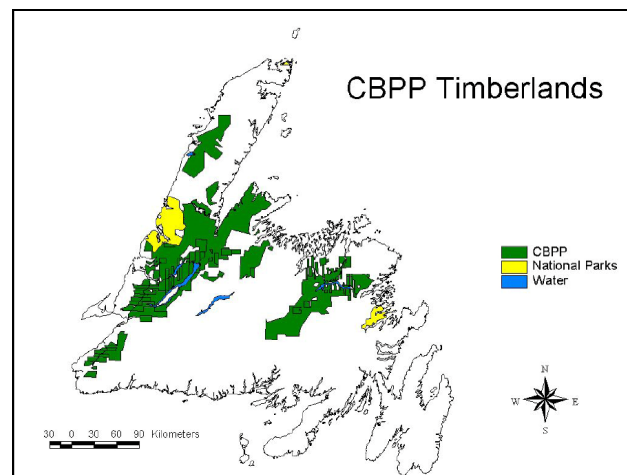 CBPP Timberlands
CBPP
National Parks
Water
N
W E
S
30 0 30 60 90 Kilometers